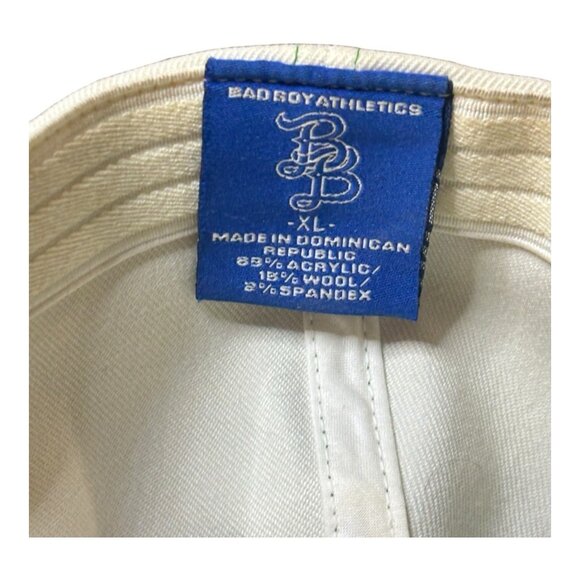 BAD BOY ATHLETICS
BB
-XL-
MADE IN DOMINICAN
REPUBLIC
83% ACRYLIC/
15% WOOL/
2% SPANDEX